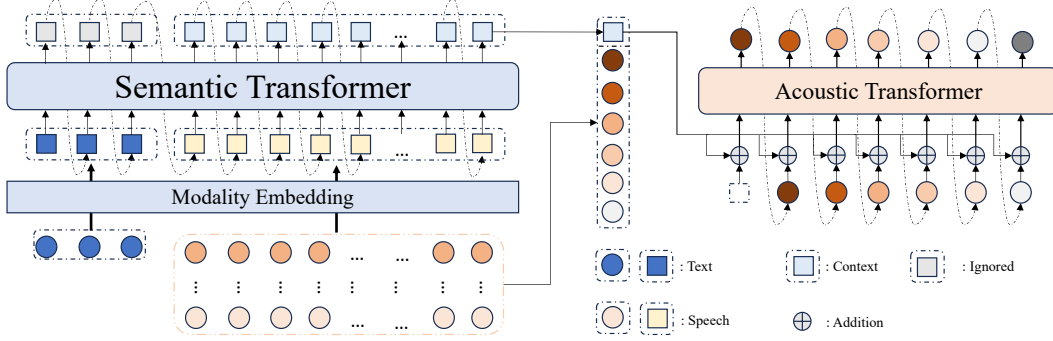 Semantic Transformer
Acoustic Transformer
...
...
Modality Embedding
... ...
... ...
... ...
: Text
: Context
: Ignored
: Speech
: Addition